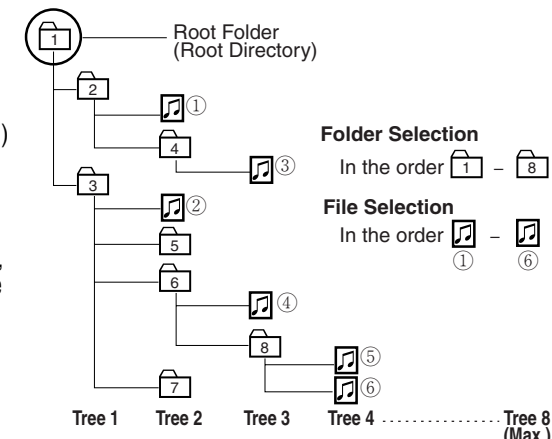 1
Root Folder
(Root Directory)
2
①
)
4
③
Folder Selection
In the order 1 – 8
3
②
File Selection
In the order –
① ⑥
5
,
6
④
8
⑤
7
⑥
Tree 1 Tree 2 Tree 3 Tree 4 .............. Tree 8
(Max.)